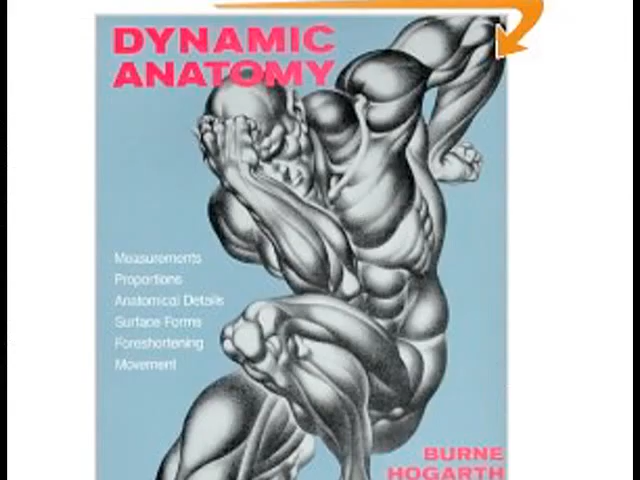 DYNAMIC
ANATOMY
Measurements
Proportions
Anatomical Details
Surface Forms
Foreshortening
Movement
BURNE
HOGARTH